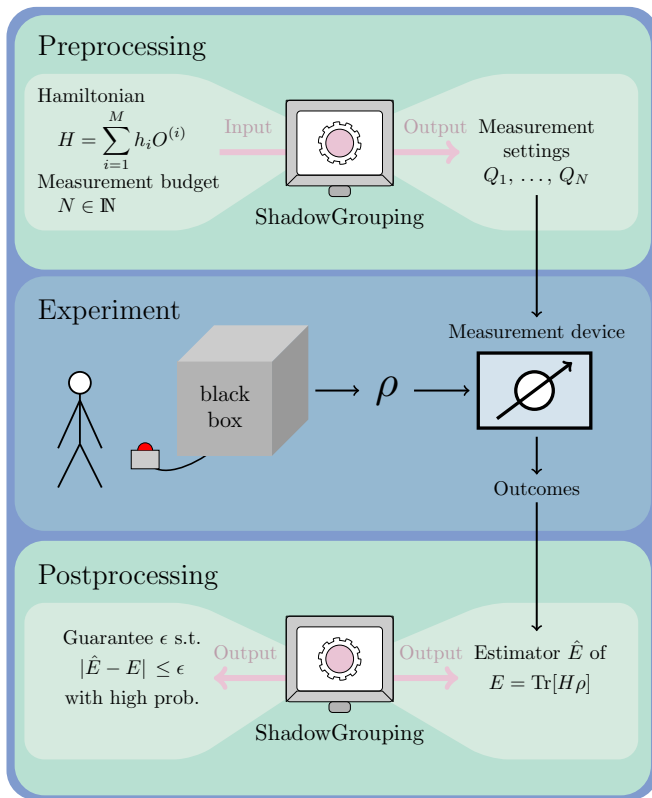 Preprocessing
Hamiltonian
H = \sum_{i=1}^{M} h_i O^{(i)}
Measurement budget
N ∈ ℕ
Input
Output
ShadowGrouping
Measurement
settings
Q_1, …, Q_N
Experiment
black
box
ρ
Measurement device
Outcomes
Postprocessing
Guarantee ϵ s.t.
|Ê − E| ≤ ϵ
with high prob.
Output
Output
ShadowGrouping
Estimator Ê of
E = Tr[Hρ]